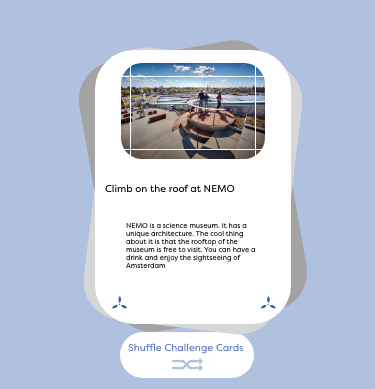 Climb on the roof at NEMO
NEMO is a science museum. It has a
unique architecture. The cool thing
about it is that the rooftop of the
museum is free to visit. You can have a
drink and enjoy the sightseeing of
Amsterdam
Shuffle Challenge Cards